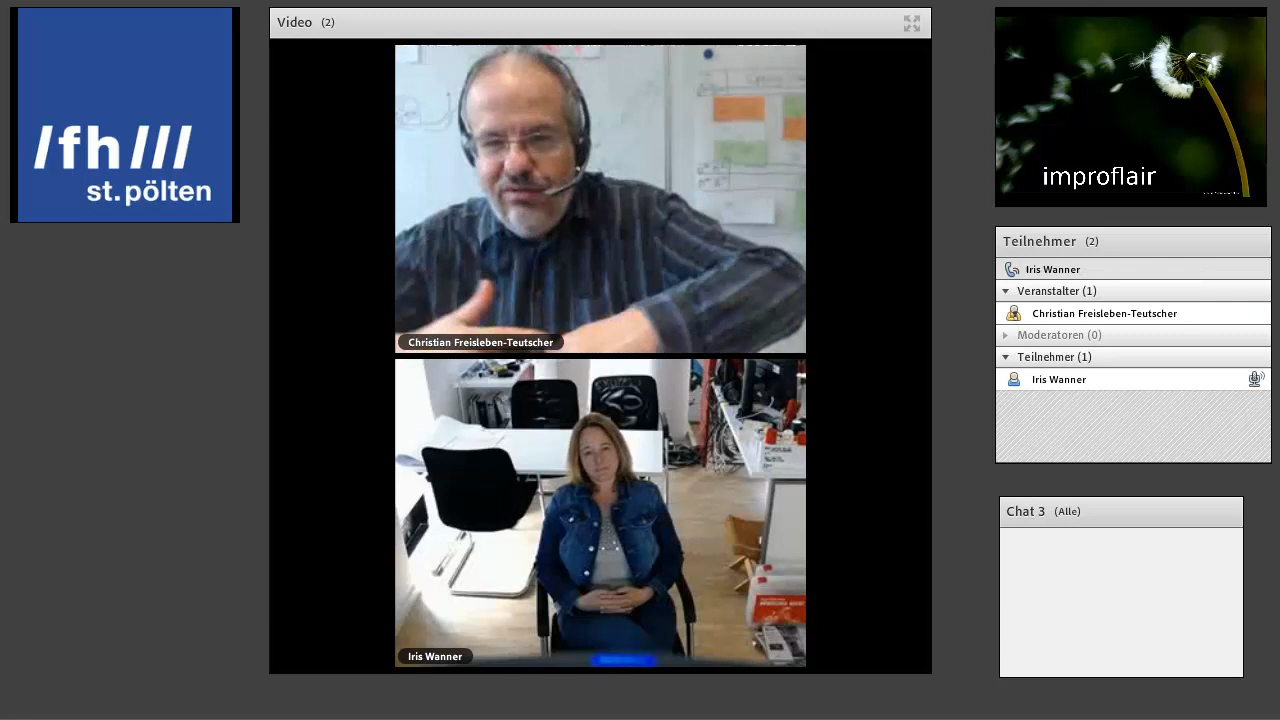 /fh///
st.pölten
Video (2)
Christian Freisleben-Teutscher
Iris Wanner
improflair
Teilnehmer (2)
Iris Wanner
Veranstalter (1)
Christian Freisleben-Teutscher
Moderatoren (0)
Teilnehmer (1)
Iris Wanner
Chat 3 (Alle)